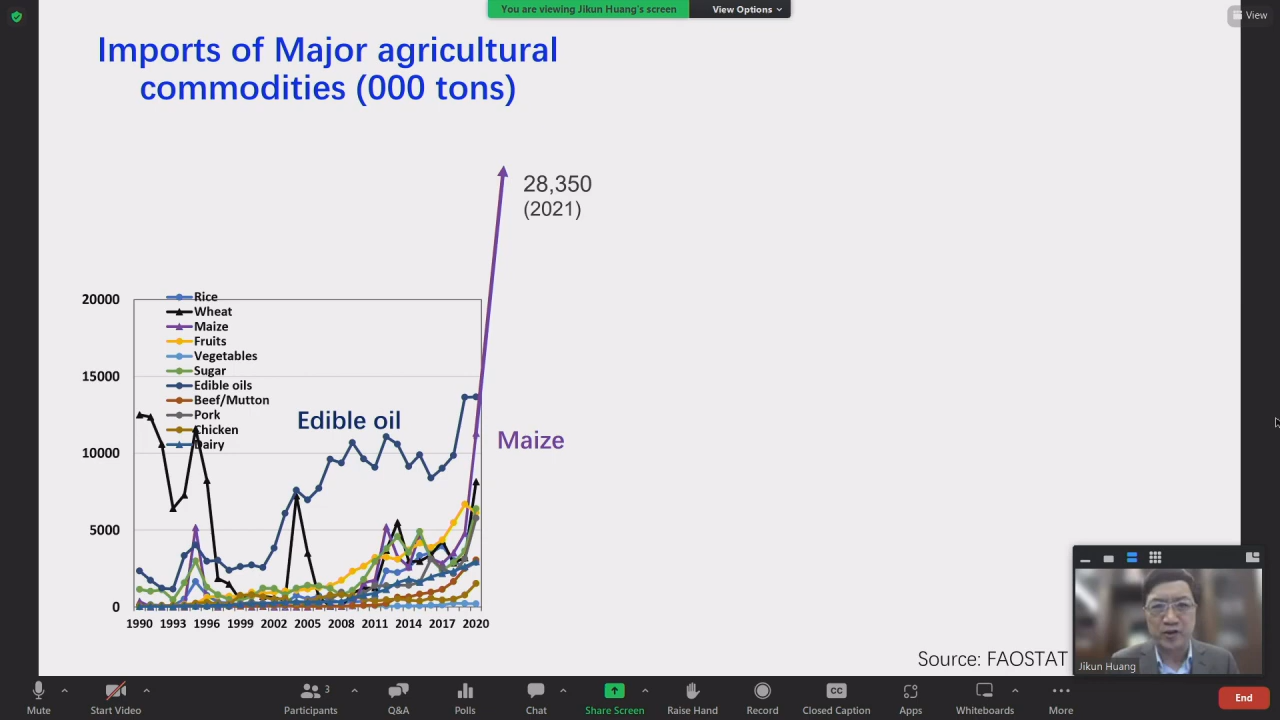 You are viewing Jikun Huang's screen
View Options
View
Imports of Major agricultural
commodities (000 tons)
28,350
(2021)
20000
15000
10000
5000
0
Rice
Wheat
Maize
Fruits
Vegetables
Sugar
Edible oils
Beef/Mutton
Pork
Chicken
Dairy
Edible oil
Maize
1990 1993 1996 1999 2002 2005 2008 2011 2014 2017 2020
Source: FAOSTAT
Jikun Huang
Mute
Start Video
3
Participants
Q&A
Polls
Chat
Share Screen
Raise Hand
Record
CC
Closed Caption
Apps
Whiteboards
More
End